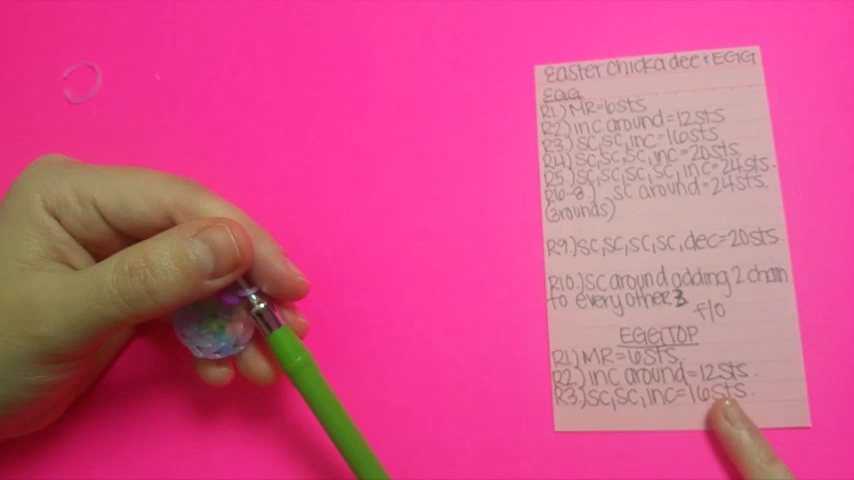 Easter Chickadee + EGG
EGG
R1) MR=6sts
R2) inc around=12sts
R3) sc,sc,inc=16sts
R4) sc,sc,sc,inc=20sts
R5) sc,sc,sc,sc,inc=24sts.
R6-8.) sc around=24sts.
(3rounds)
R9.) sc,sc,sc,sc,dec=20sts.
R10.) sc around adding 2 chain
to every other 3
f/o
EGG(TOP
R1) MR=6sts.
R2.) inc around=12sts.
R3.) sc,sc,inc=16sts.